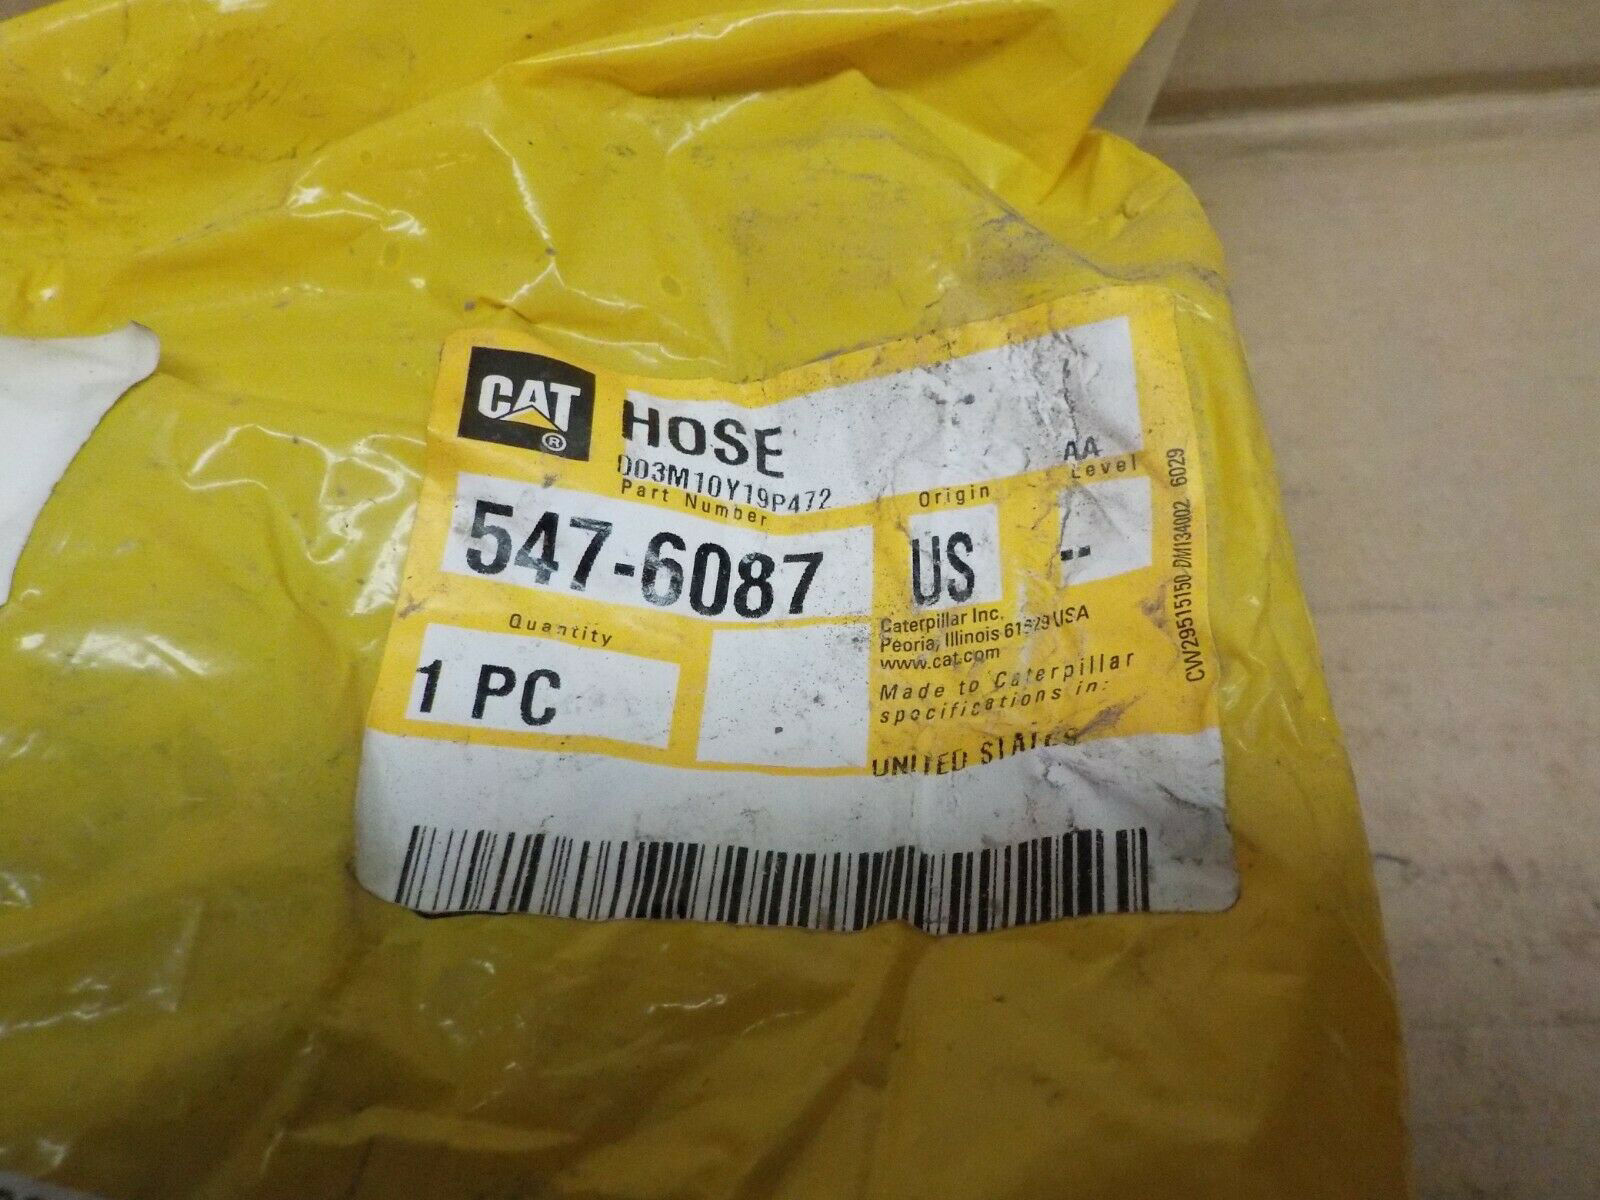 CAT®
HOSE
D03M10Y19P472
AA
Part Number
Origin
Level
547-6087
US
--
Quantity
1 PC
Caterpillar Inc.
Peoria, Illinois 61629 USA
www.cat.com
Made to Caterpillar
specifications in:
UNITED STATES
CW29515150 DM134002 6029